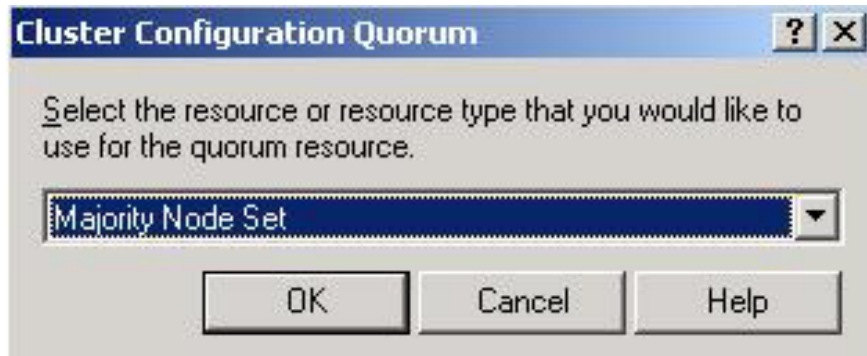 Cluster Configuration Quorum
Select the resource or resource type that you would like to
use for the quorum resource.
Majority Node Set
OK Cancel Help